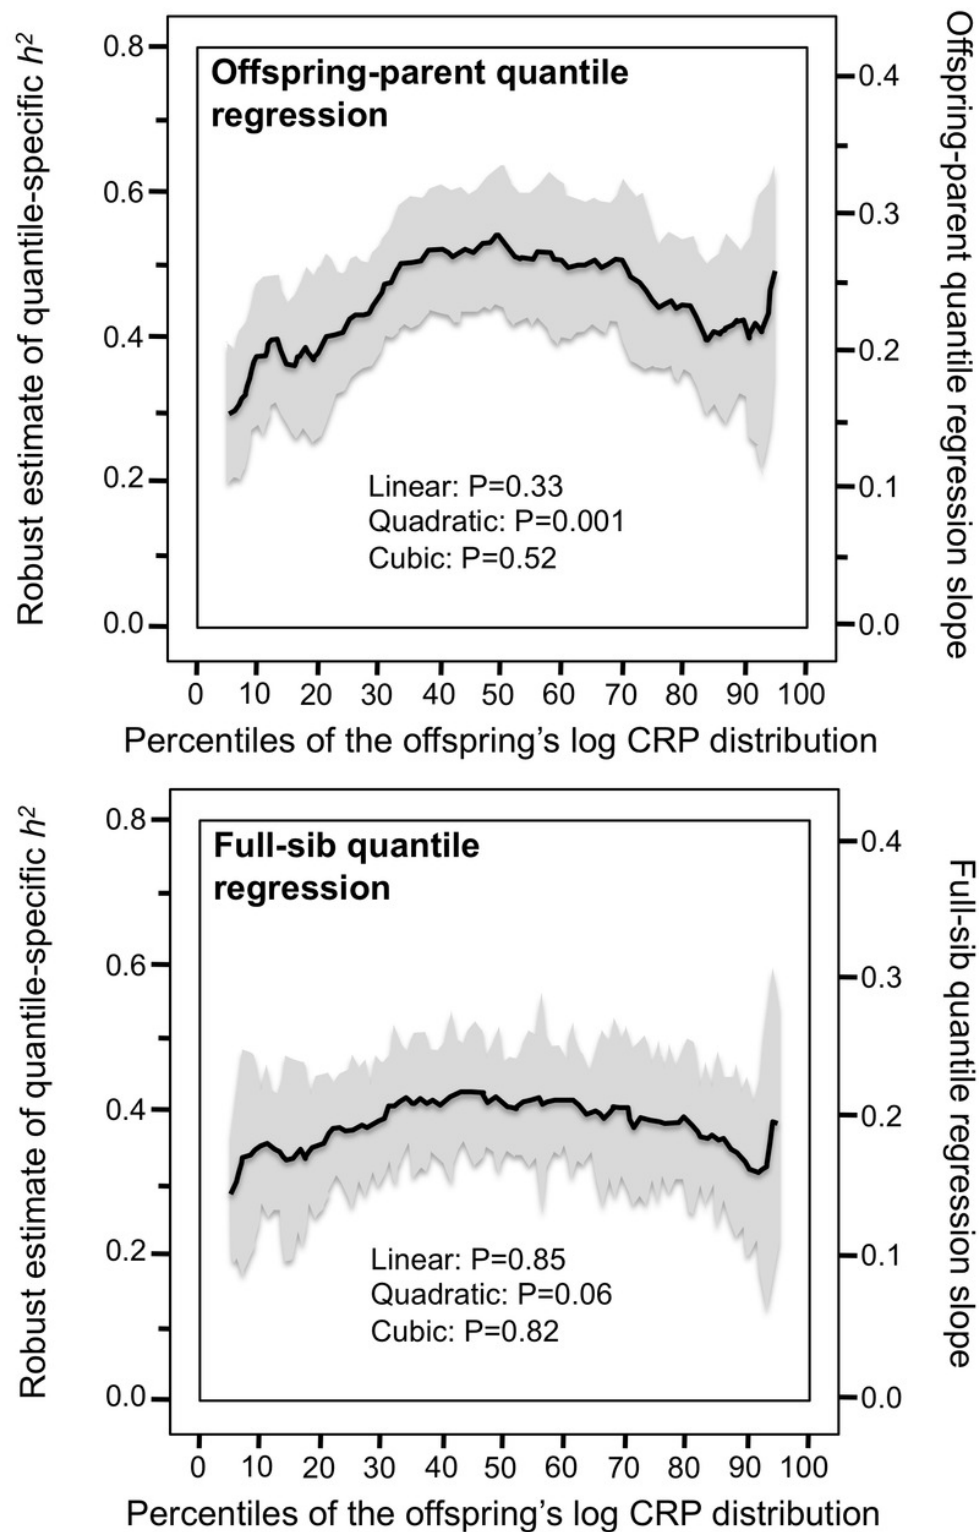 Robust estimate of quantile-specific h²
0.8
0.6
0.4
0.2
0.0
Offspring-parent quantile
regression
Linear: P=0.33
Quadratic: P=0.001
Cubic: P=0.52
0.4
0.3
0.2
0.1
0.0
Offspring-parent quantile regression slope
0 10 20 30 40 50 60 70 80 90 100
Percentiles of the offspring’s log CRP distribution
Robust estimate of quantile-specific h²
0.8
0.6
0.4
0.2
0.0
Full-sib quantile
regression
Linear: P=0.85
Quadratic: P=0.06
Cubic: P=0.82
0.4
0.3
0.2
0.1
0.0
Full-sib quantile regression slope
0 10 20 30 40 50 60 70 80 90 100
Percentiles of the offspring’s log CRP distribution